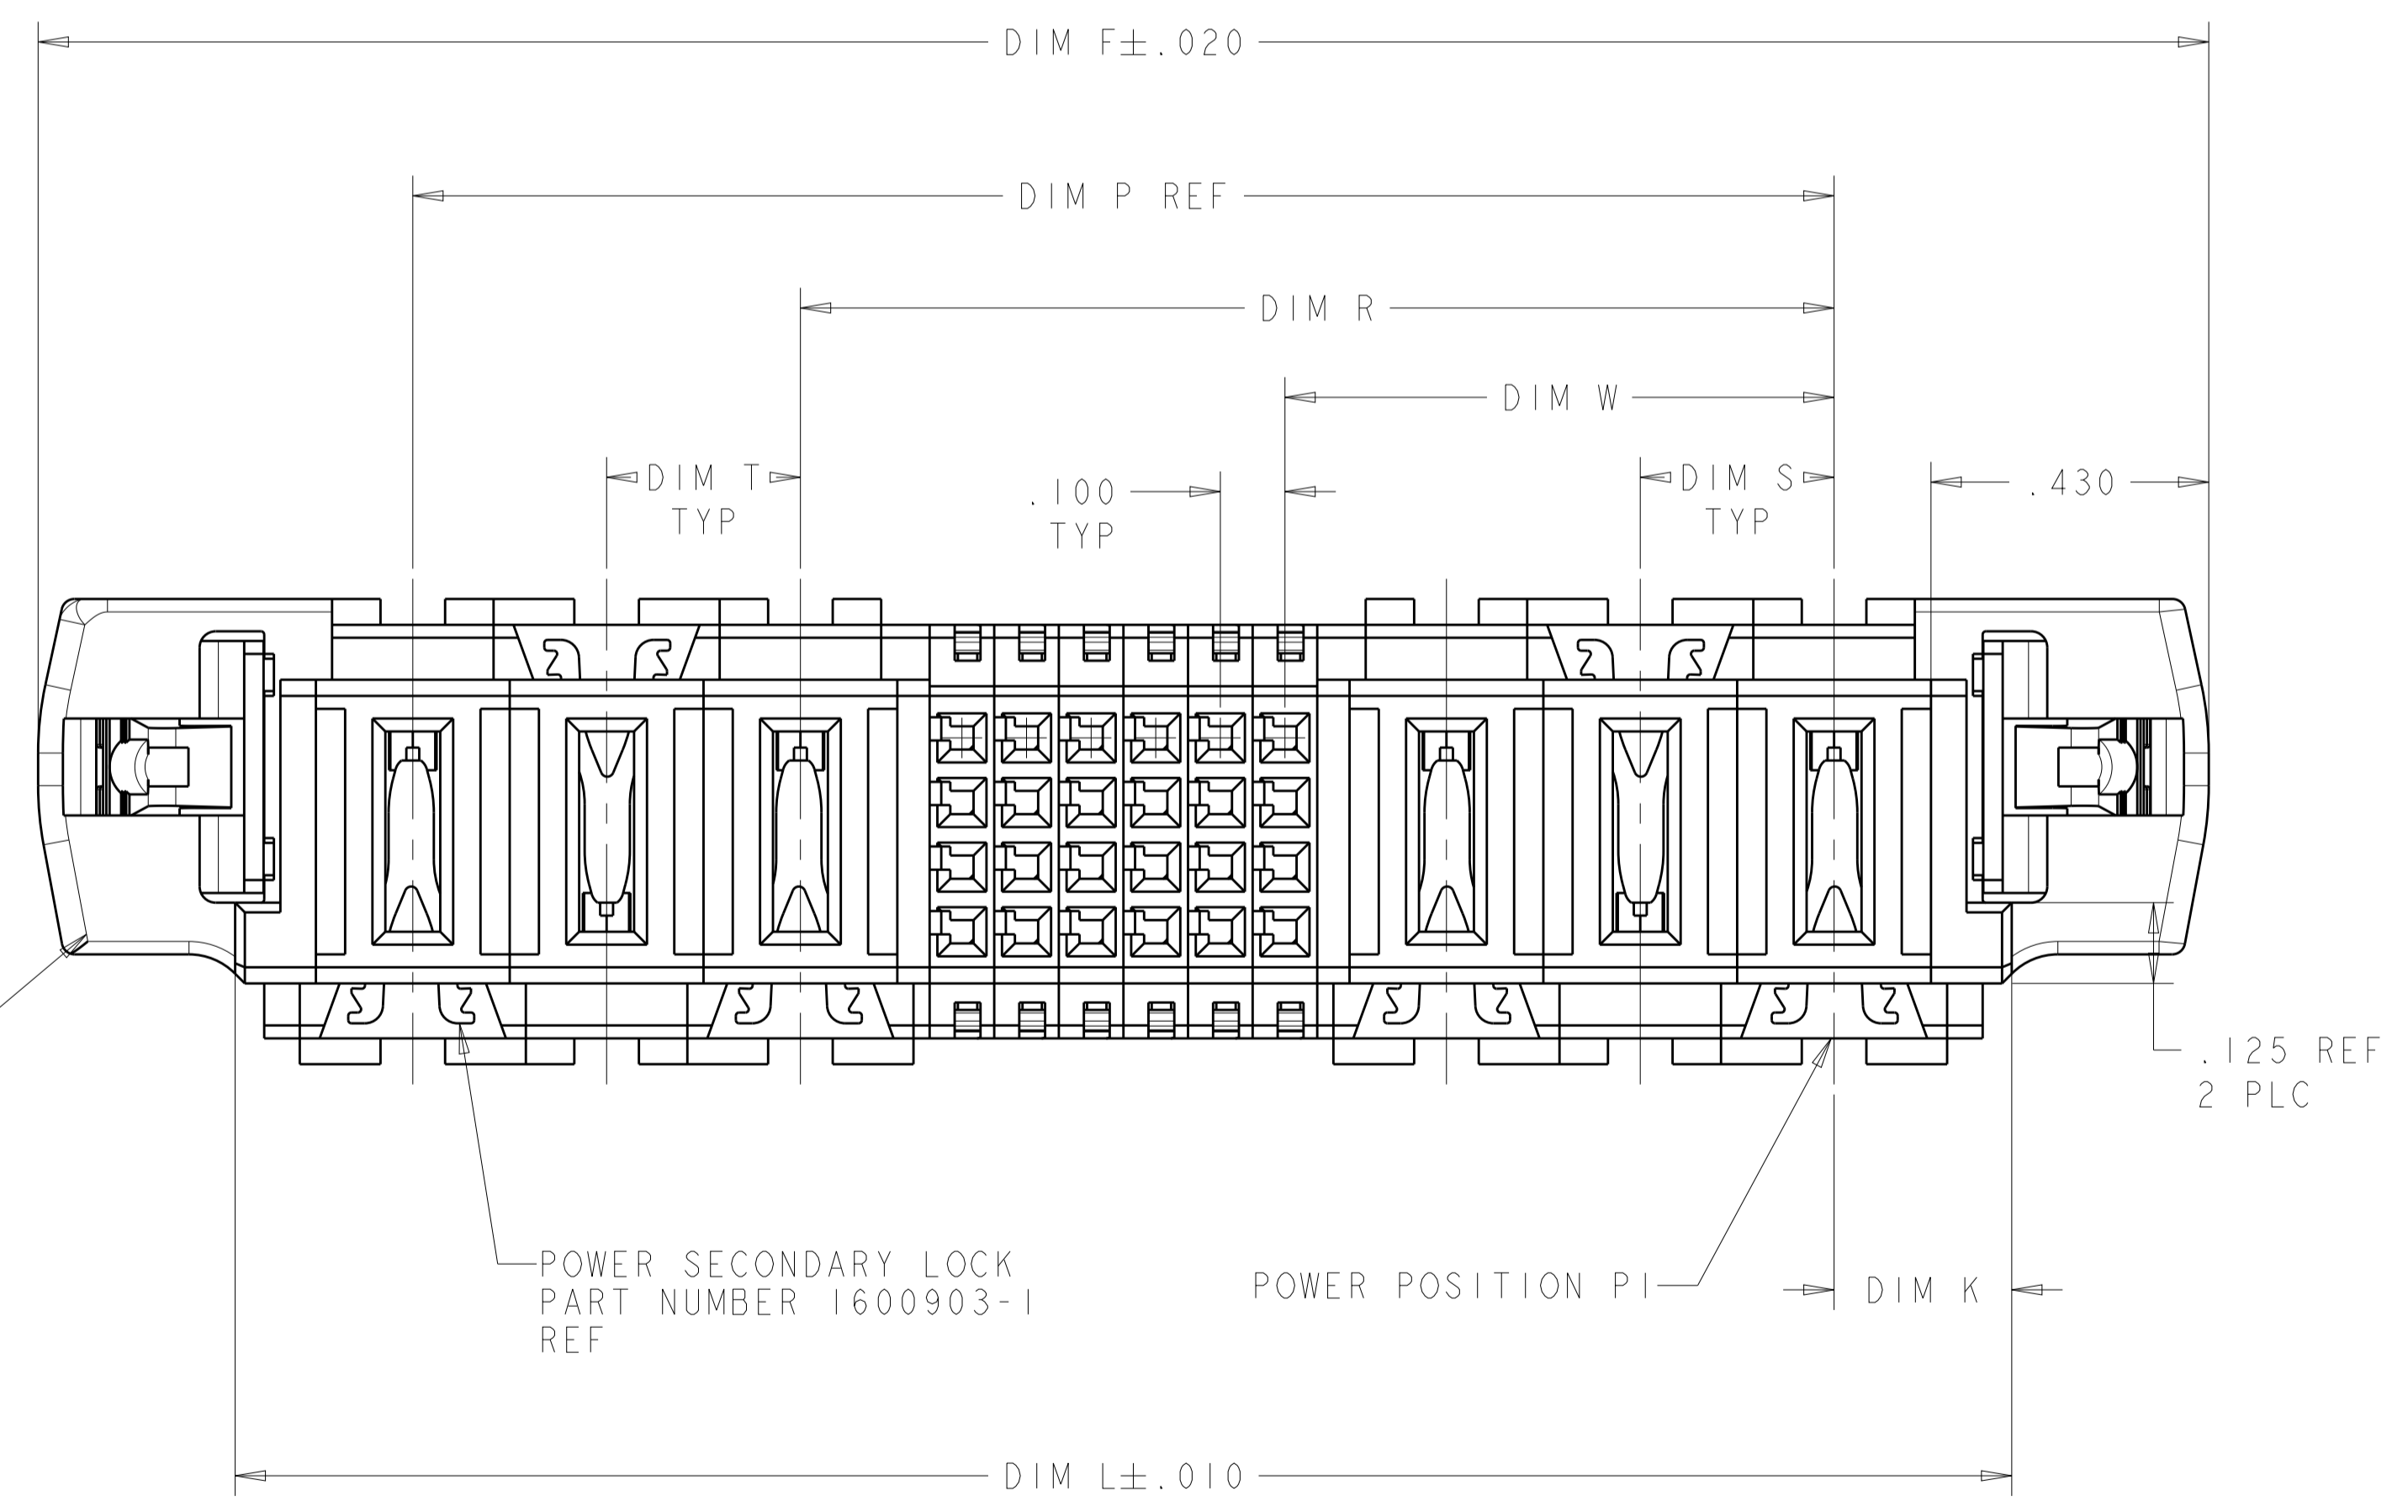 DIM F±.020
DIM P REF
DIM R
DIM W
DIM T
TYP
.100
TYP
DIM S
TYP
.430
.125 REF
2 PLC
POWER SECONDARY LOCK
PART NUMBER 1600903-1
REF
POWER POSITION P1
DIM K
DIM L±.010